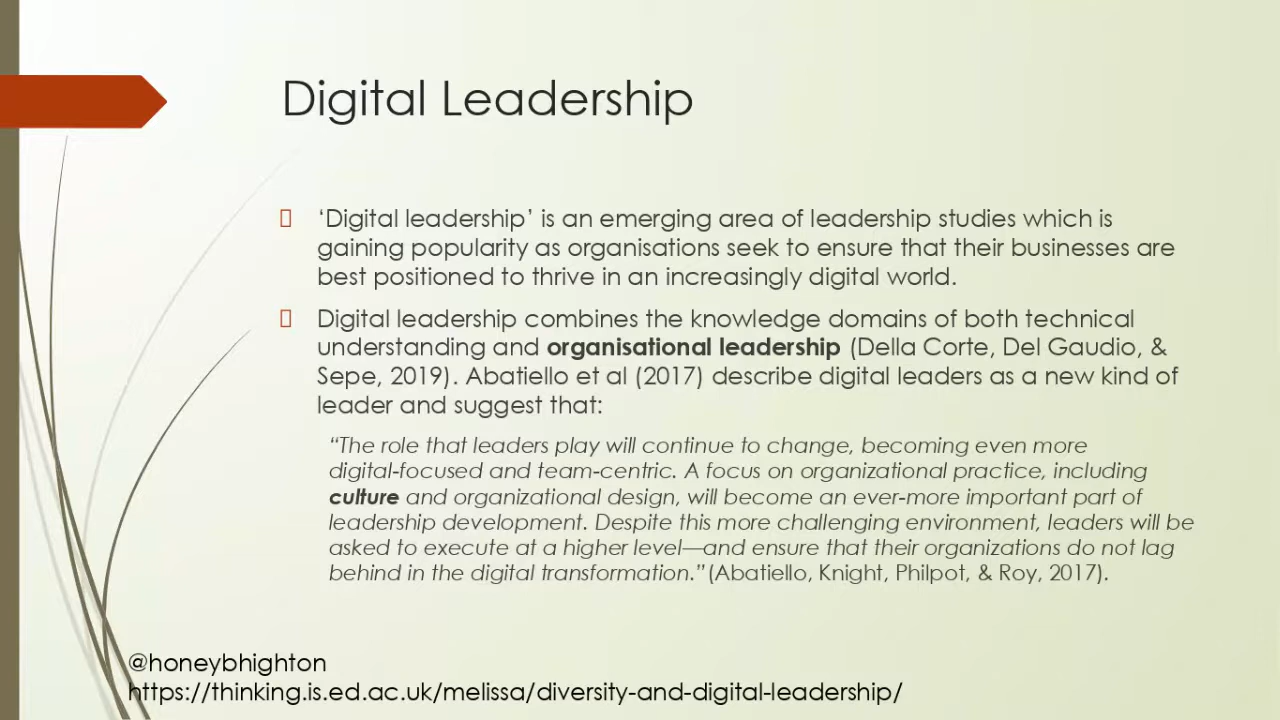 Digital Leadership
‘Digital leadership’ is an emerging area of leadership studies which is
gaining popularity as organisations seek to ensure that their businesses are
best positioned to thrive in an increasingly digital world.
Digital leadership combines the knowledge domains of both technical
understanding and organisational leadership (Della Corte, Del Gaudio, &
Sepe, 2019). Abatiello et al (2017) describe digital leaders as a new kind of
leader and suggest that:
“The role that leaders play will continue to change, becoming even more
digital-focused and team-centric. A focus on organizational practice, including
culture and organizational design, will become an ever-more important part of
leadership development. Despite this more challenging environment, leaders will be
asked to execute at a higher level—and ensure that their organizations do not lag
behind in the digital transformation.”(Abatiello, Knight, Philpot, & Roy, 2017).
@honeybhighton
https://thinking.is.ed.ac.uk/melissa/diversity-and-digital-leadership/